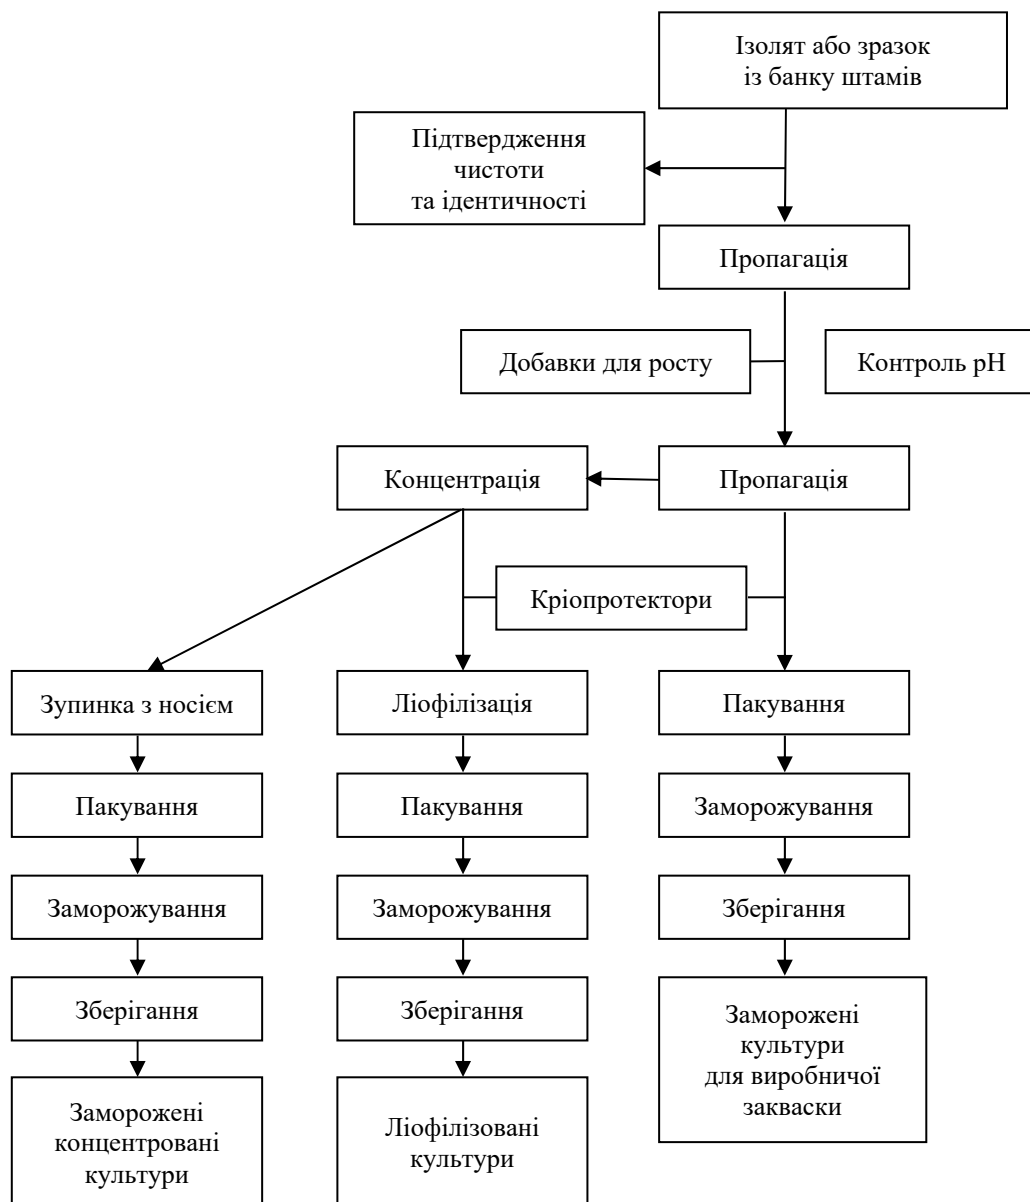 Ізолят або зразок
із банку штамів
Підтвердження
чистоти
та ідентичності
Пропагація
Добавки для росту
Контроль рН
Концентрація
Пропагація
Кріопротектори
Зупинка з носієм
Ліофілізація
Пакування
Пакування
Пакування
Заморожування
Заморожування
Заморожування
Зберігання
Зберігання
Зберігання
Заморожені
культури
для виробничої
закваски
Заморожені
концентровані
культури
Ліофілізовані
культури